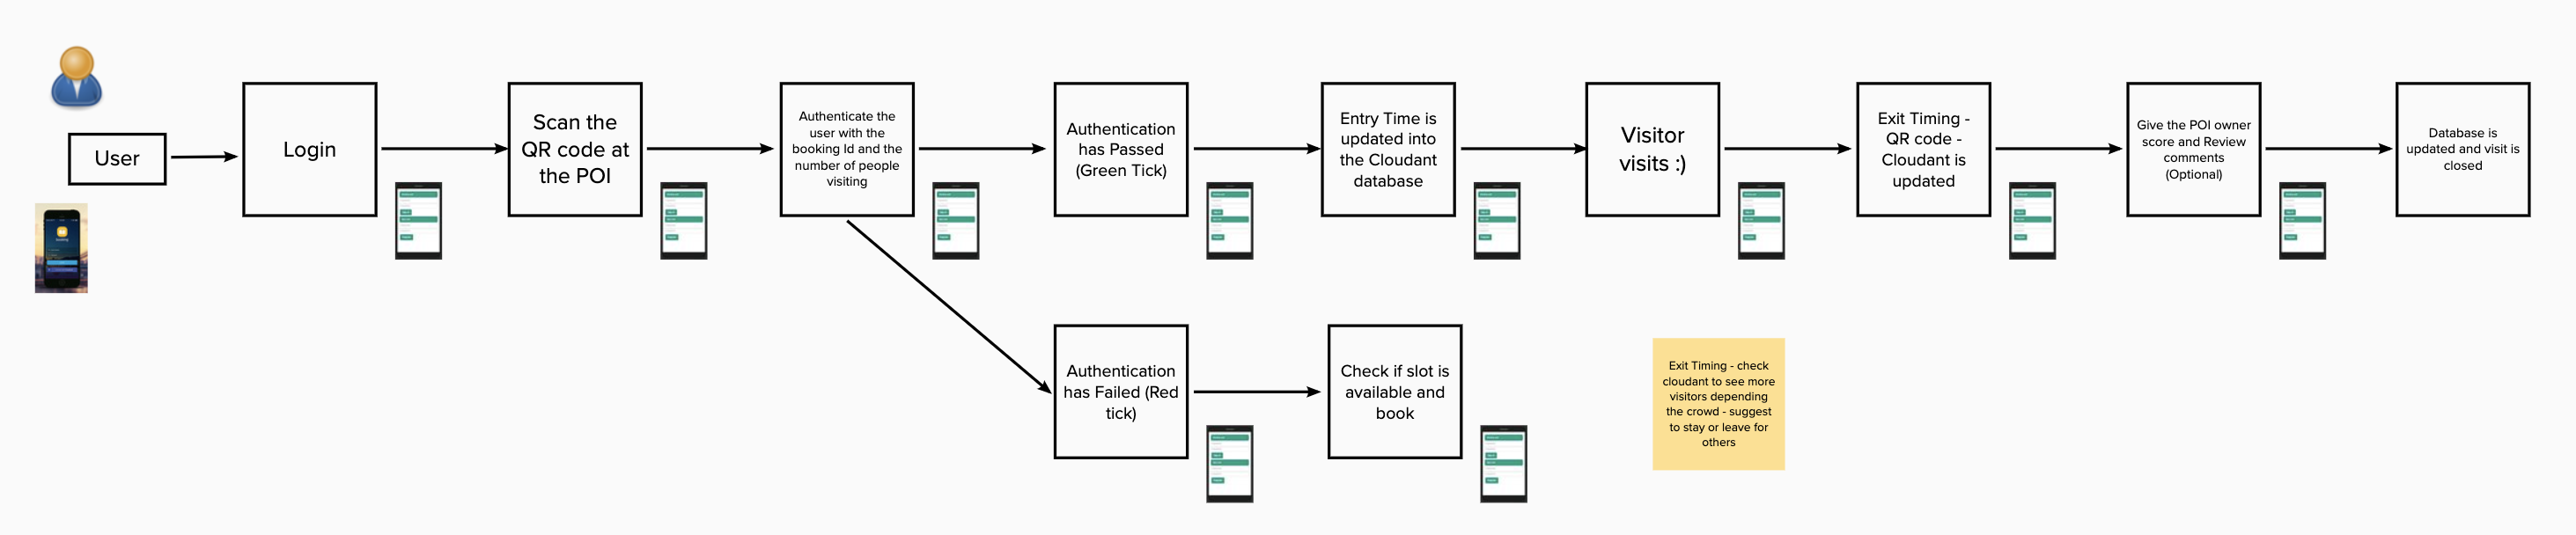 User
Login
Scan the
QR code at
the POI
Authenticate the
user with the
booking Id and the
number of people
visiting
Authentication
has Passed
(Green Tick)
Entry Time is
updated into
the Cloudant
database
Visitor
visits :)
Exit Timing -
QR code -
Cloudant is
updated
Give the POI owner
score and Review
comments
(Optional)
Database is
updated and visit is
closed
Authentication
has Failed (Red
tick)
Check if slot is
available and
book
Exit Timing - check
cloudant to see more
visitors depending
the crowd - suggest
to stay or leave for
others